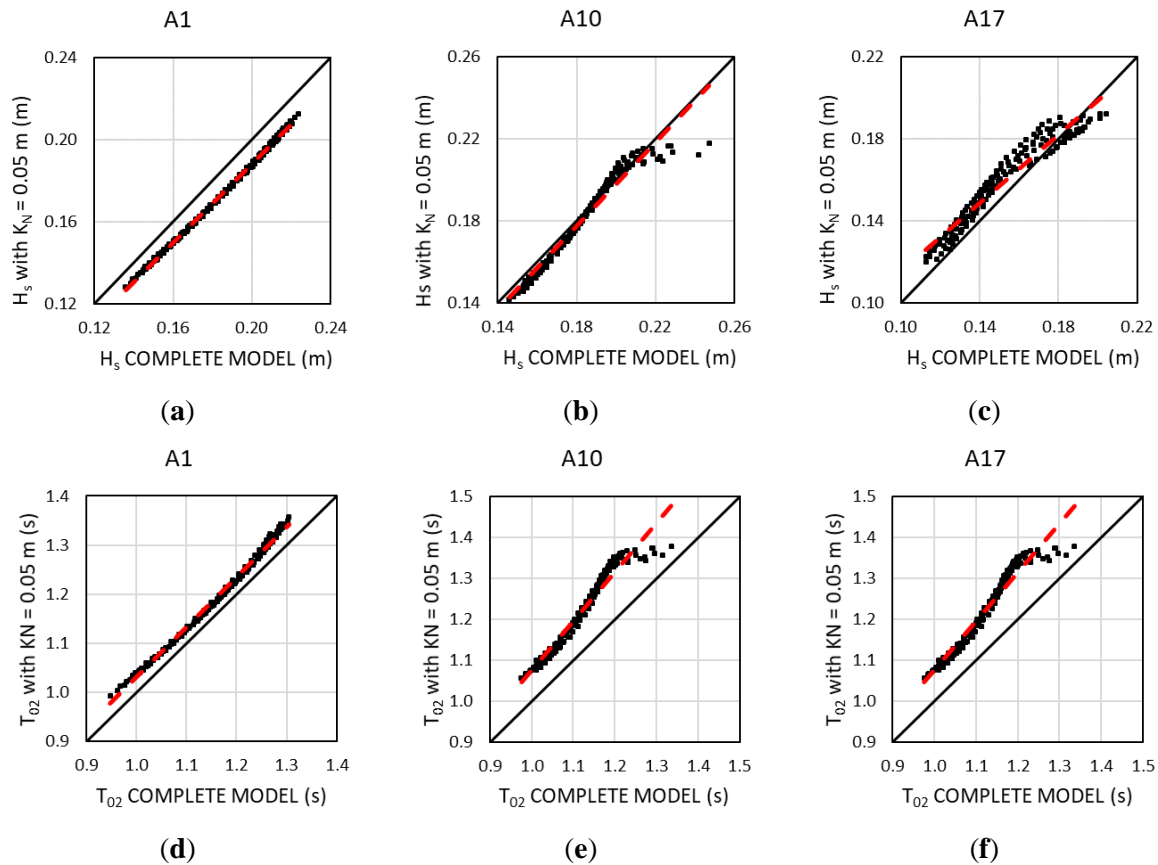 A1
A10
A17
0.24
0.20
0.16
0.12
0.12 0.16 0.20 0.24
Hs with KN = 0.05 m (m)
Hs COMPLETE MODEL (m)
0.26
0.22
0.18
0.14
0.14 0.18 0.22 0.26
Hs with KN = 0.05 m (m)
Hs COMPLETE MODEL (m)
0.22
0.18
0.14
0.10
0.10 0.14 0.18 0.22
Hs with KN = 0.05 m (m)
Hs COMPLETE MODEL (m)
(a)
(b)
(c)
A1
A10
A17
1.4
1.3
1.2
1.1
1.0
0.9
0.9 1.0 1.1 1.2 1.3 1.4
T02 with KN = 0.05 m (s)
T02 COMPLETE MODEL (s)
1.5
1.4
1.3
1.2
1.1
1.0
0.9
0.9 1.0 1.1 1.2 1.3 1.4 1.5
T02 with KN = 0.05 m (s)
T02 COMPLETE MODEL (s)
1.5
1.4
1.3
1.2
1.1
1.0
0.9
0.9 1.0 1.1 1.2 1.3 1.4 1.5
T02 with KN = 0.05 m (s)
T02 COMPLETE MODEL (s)
(d)
(e)
(f)